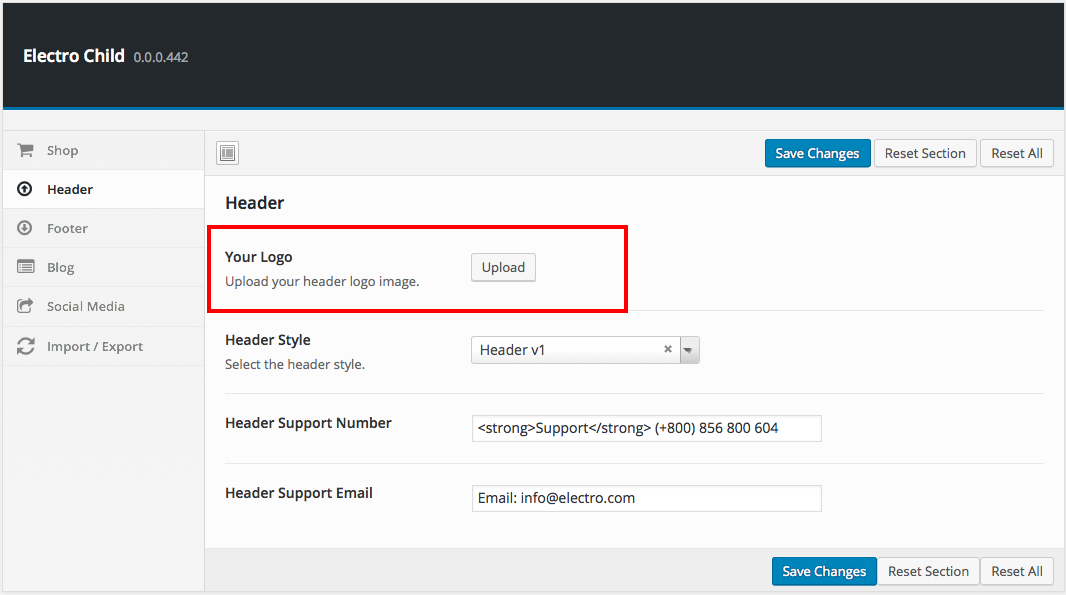 Electro Child 0.0.0.442
Shop
Header
Footer
Blog
Social Media
Import / Export
Save Changes Reset Section Reset All
Header
Your Logo
Upload your header logo image.
Upload
Header Style
Select the header style.
Header v1
Header Support Number
<strong>Support</strong> (+800) 856 800 604
Header Support Email
Email: info@electro.com
Save Changes Reset Section Reset All